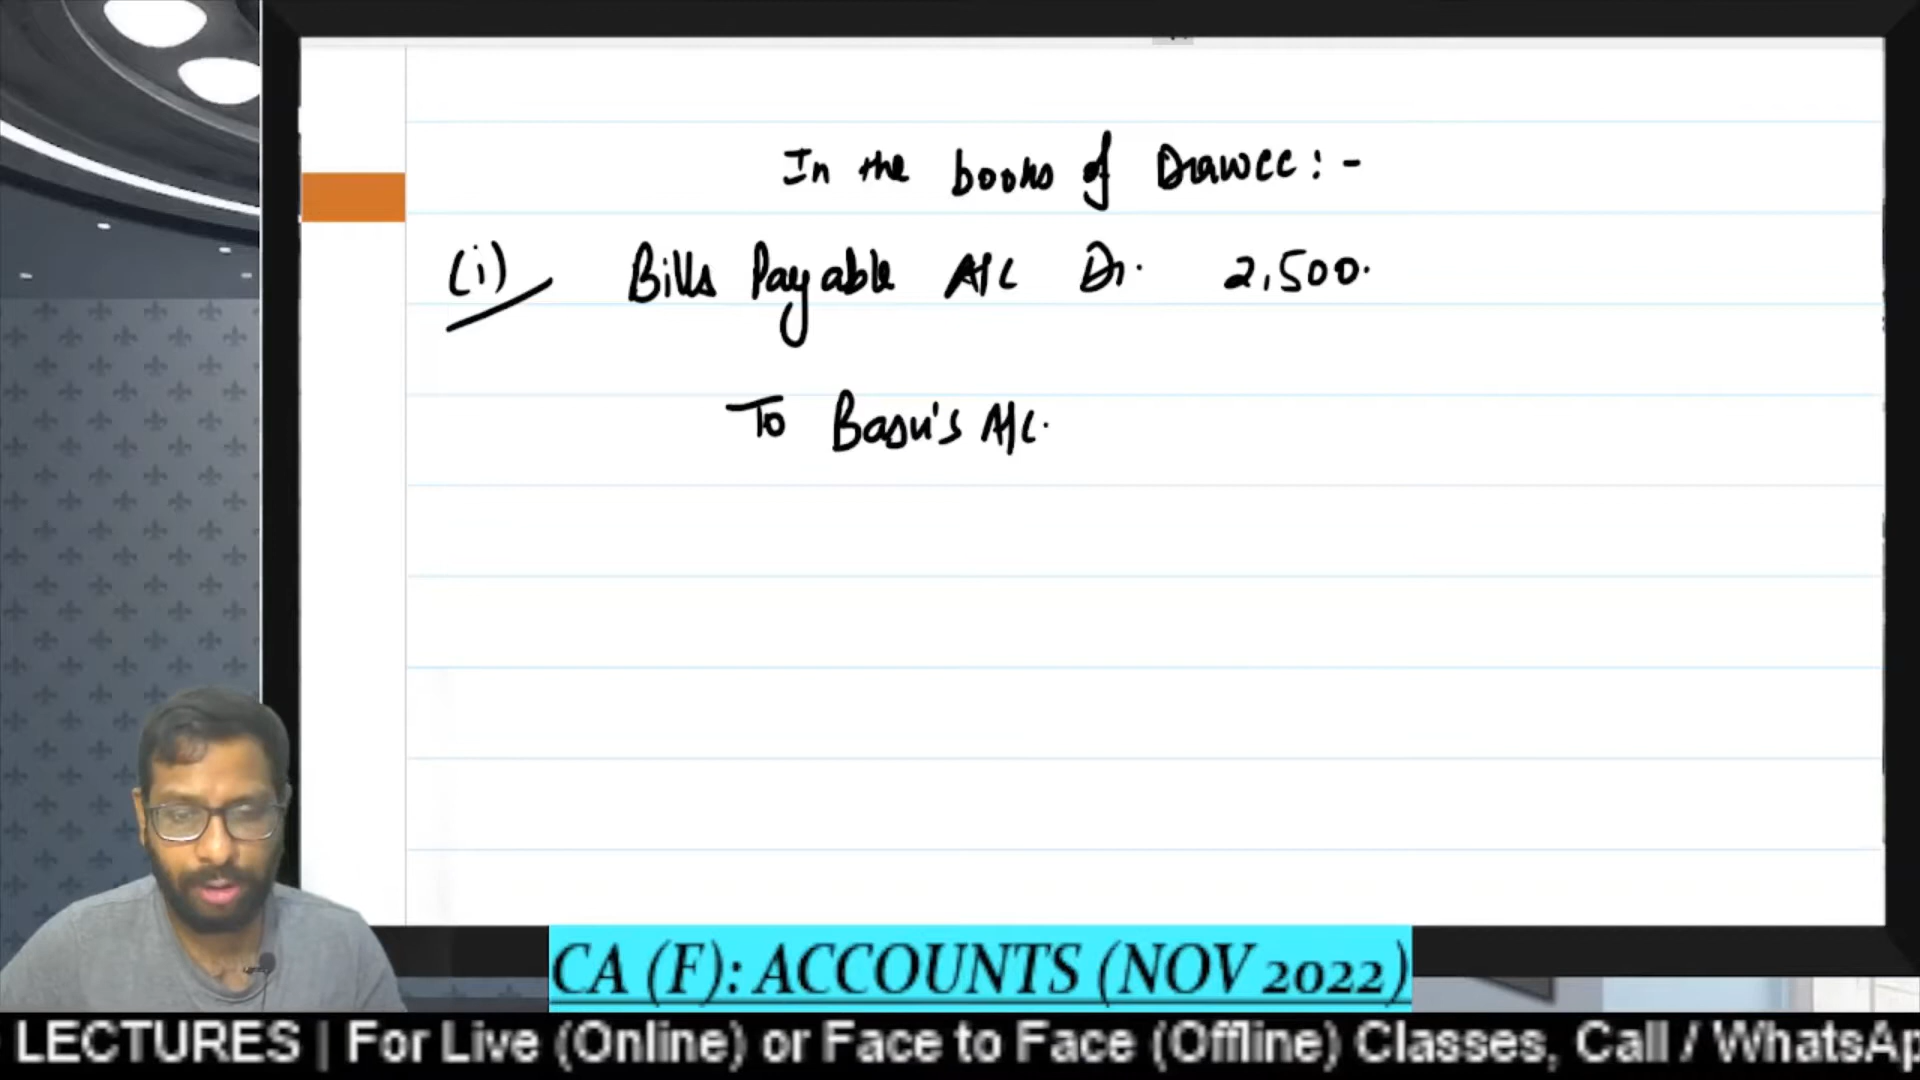 In the books of Drawee:-
(i) Bills Payable A/c Dr. 2,500.
To Basu's A/c.
CA (F): ACCOUNTS (NOV 2022)
LECTURES | For Live (Online) or Face to Face (Offline) Classes, Call / WhatsAp